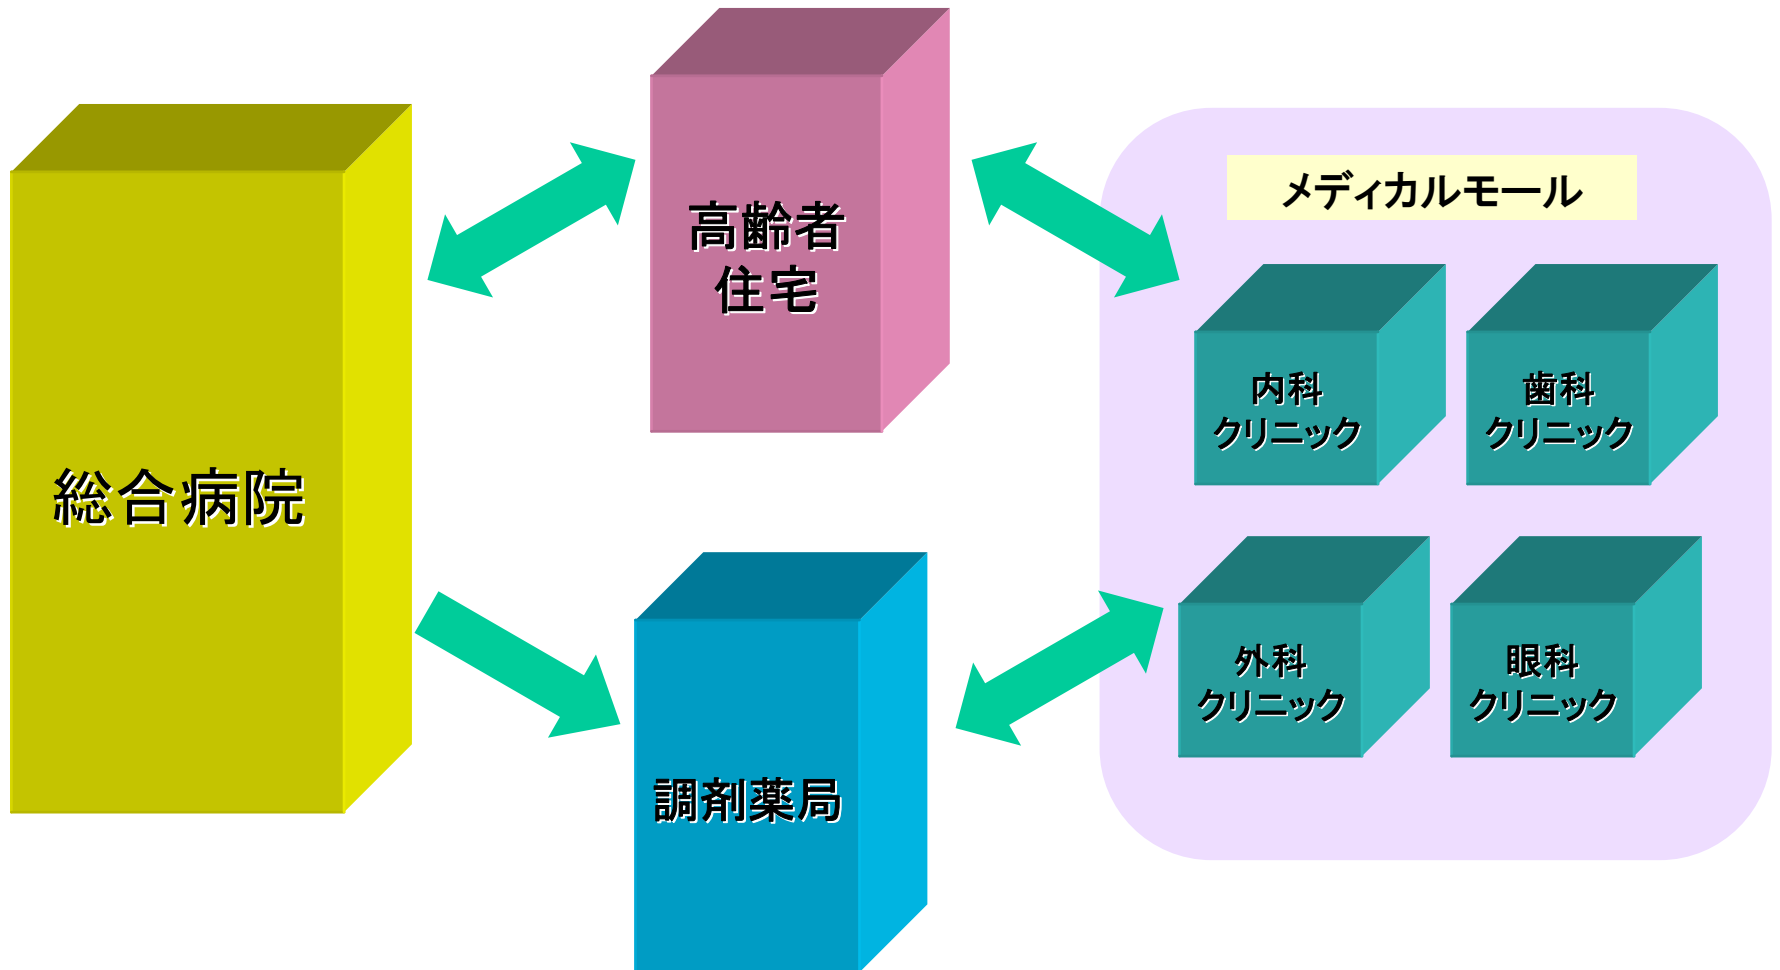 総合病院
高齢者
住宅
調剤薬局
メディカルモール
内科
クリニック
歯科
クリニック
外科
クリニック
眼科
クリニック